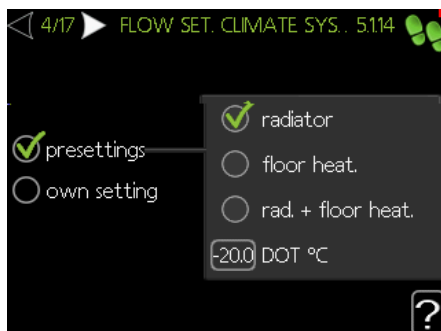 4/17 FLOW SET. CLIMATE SYS.. 5.1.14
presettings
own setting
radiator
floor heat.
rad. + floor heat.
-20.0 DOT °C
?